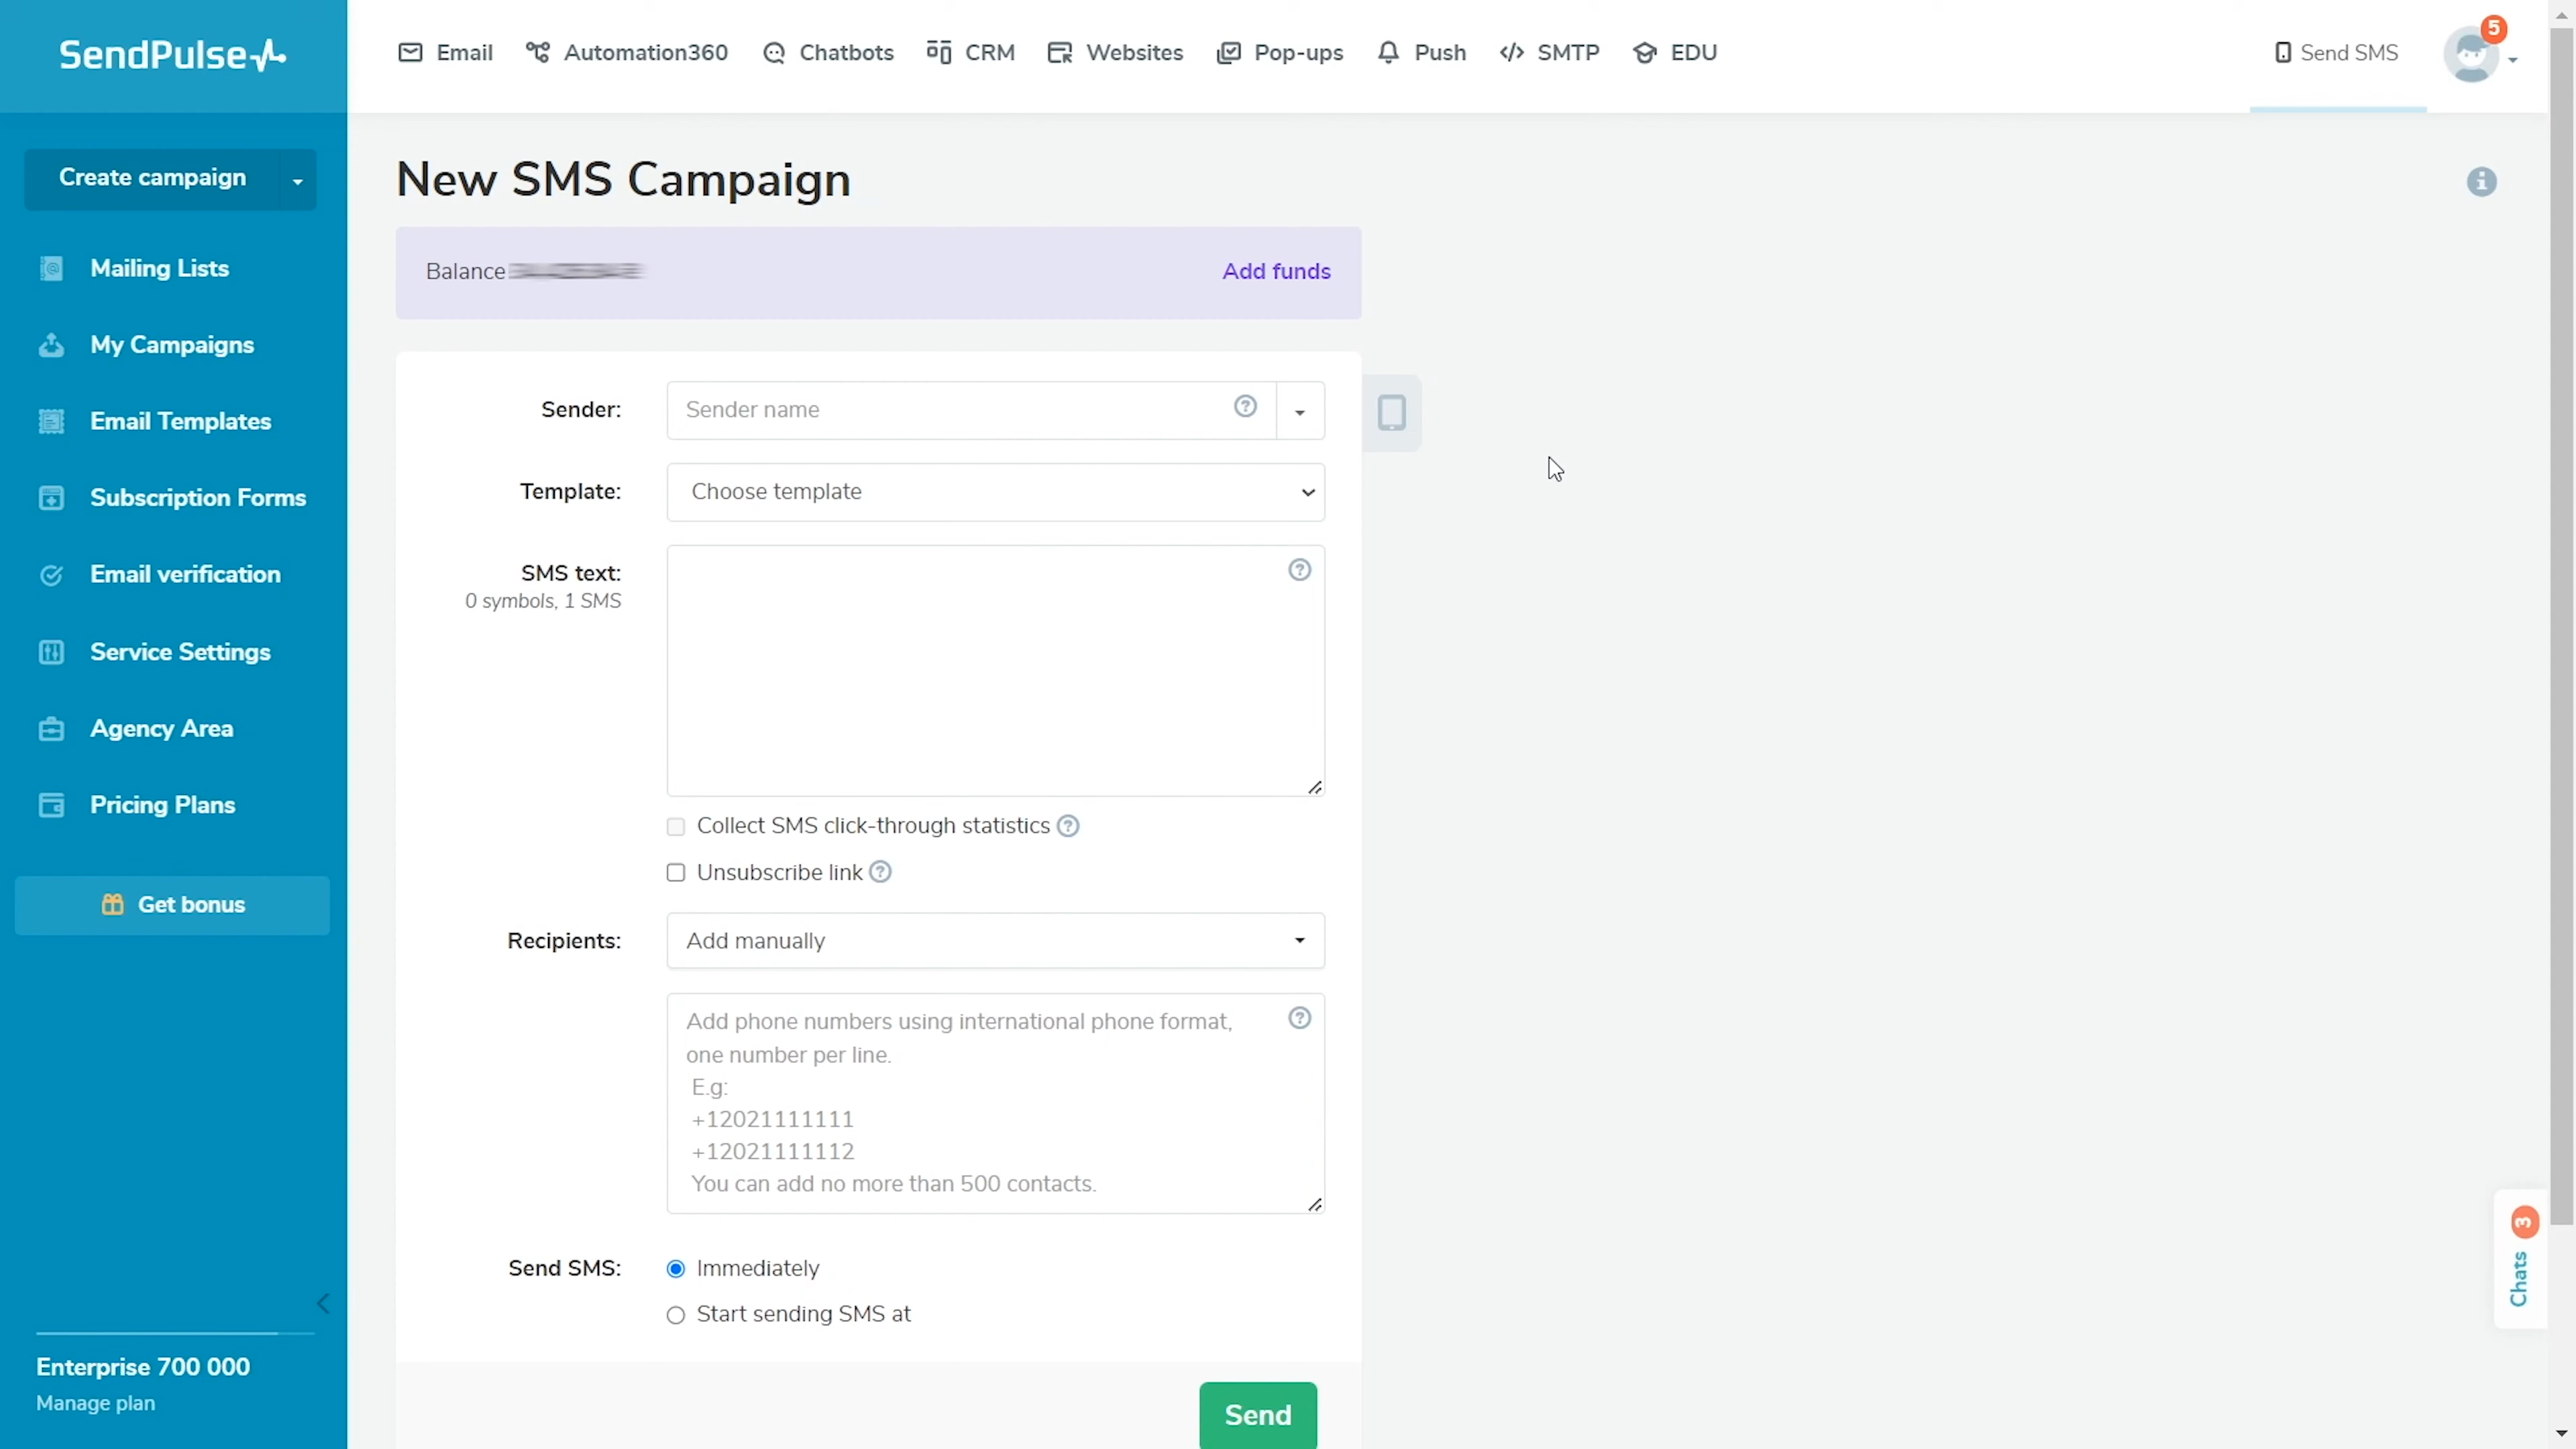 SendPulse
Email Automation360 Chatbots CRM Websites Pop-ups Push SMTP EDU Send SMS 5
Create campaign
Mailing Lists
My Campaigns
Email Templates
Subscription Forms
Email verification
Service Settings
Agency Area
Pricing Plans
Get bonus
Enterprise 700 000
Manage plan
New SMS Campaign
Balance
Add funds
Sender: Sender name
Template: Choose template
SMS text:
0 symbols, 1 SMS
Collect SMS click-through statistics
Unsubscribe link
Recipients: Add manually
Add phone numbers using international phone format,
one number per line.
E.g:
+12021111111
+12021111112
You can add no more than 500 contacts.
Send SMS: Immediately
Start sending SMS at
Send
Chats 3